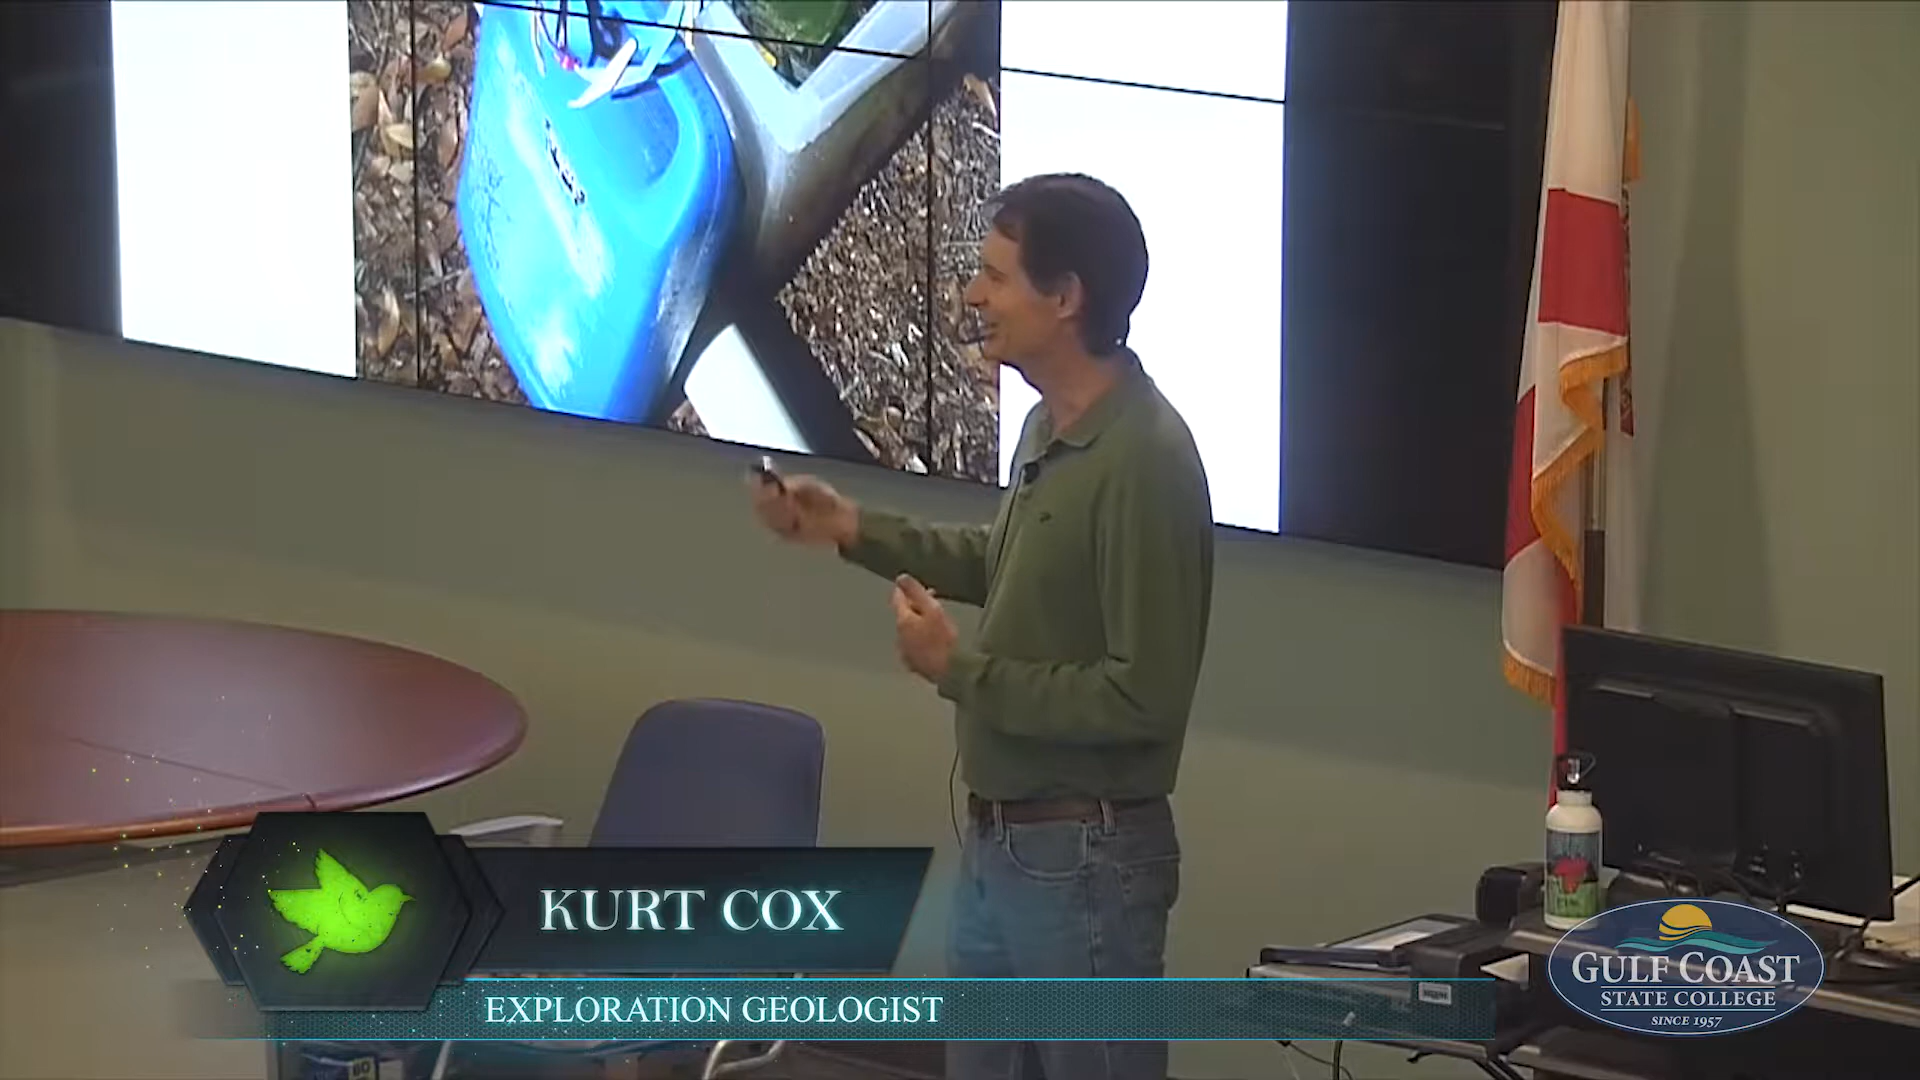 KURT COX
EXPLORATION GEOLOGIST
GULF COAST
STATE COLLEGE
SINCE 1957